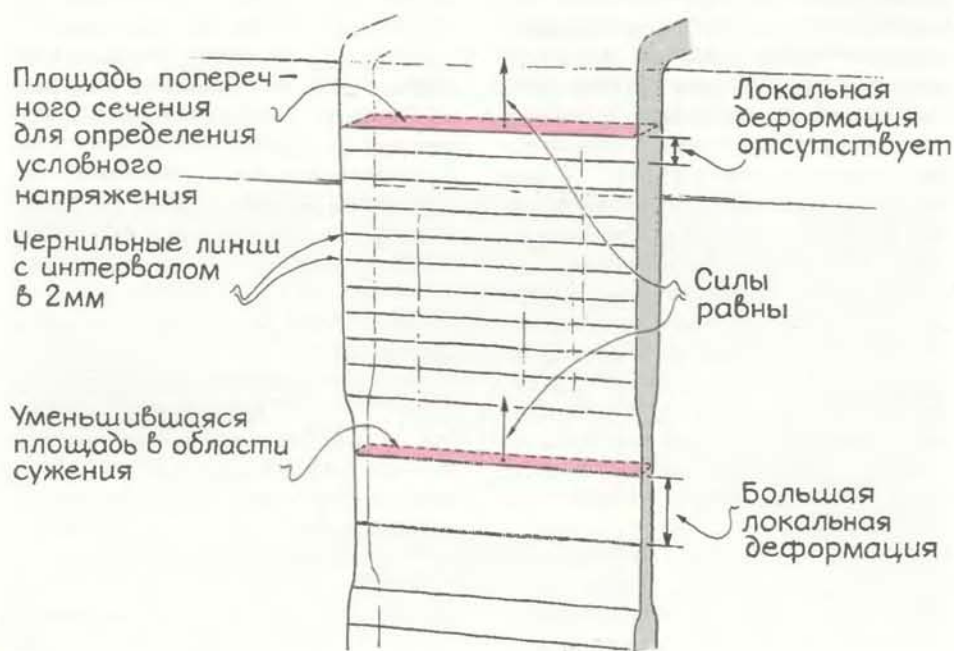 Площадь попереч-
ного сечения
для определения
условного
напряжения
Чернильные линии
с интервалом
в 2мм
Уменьшившаяся
площадь в области
сужения
Локальная
деформация
отсутствует
Силы
равны
Большая
локальная
деформация